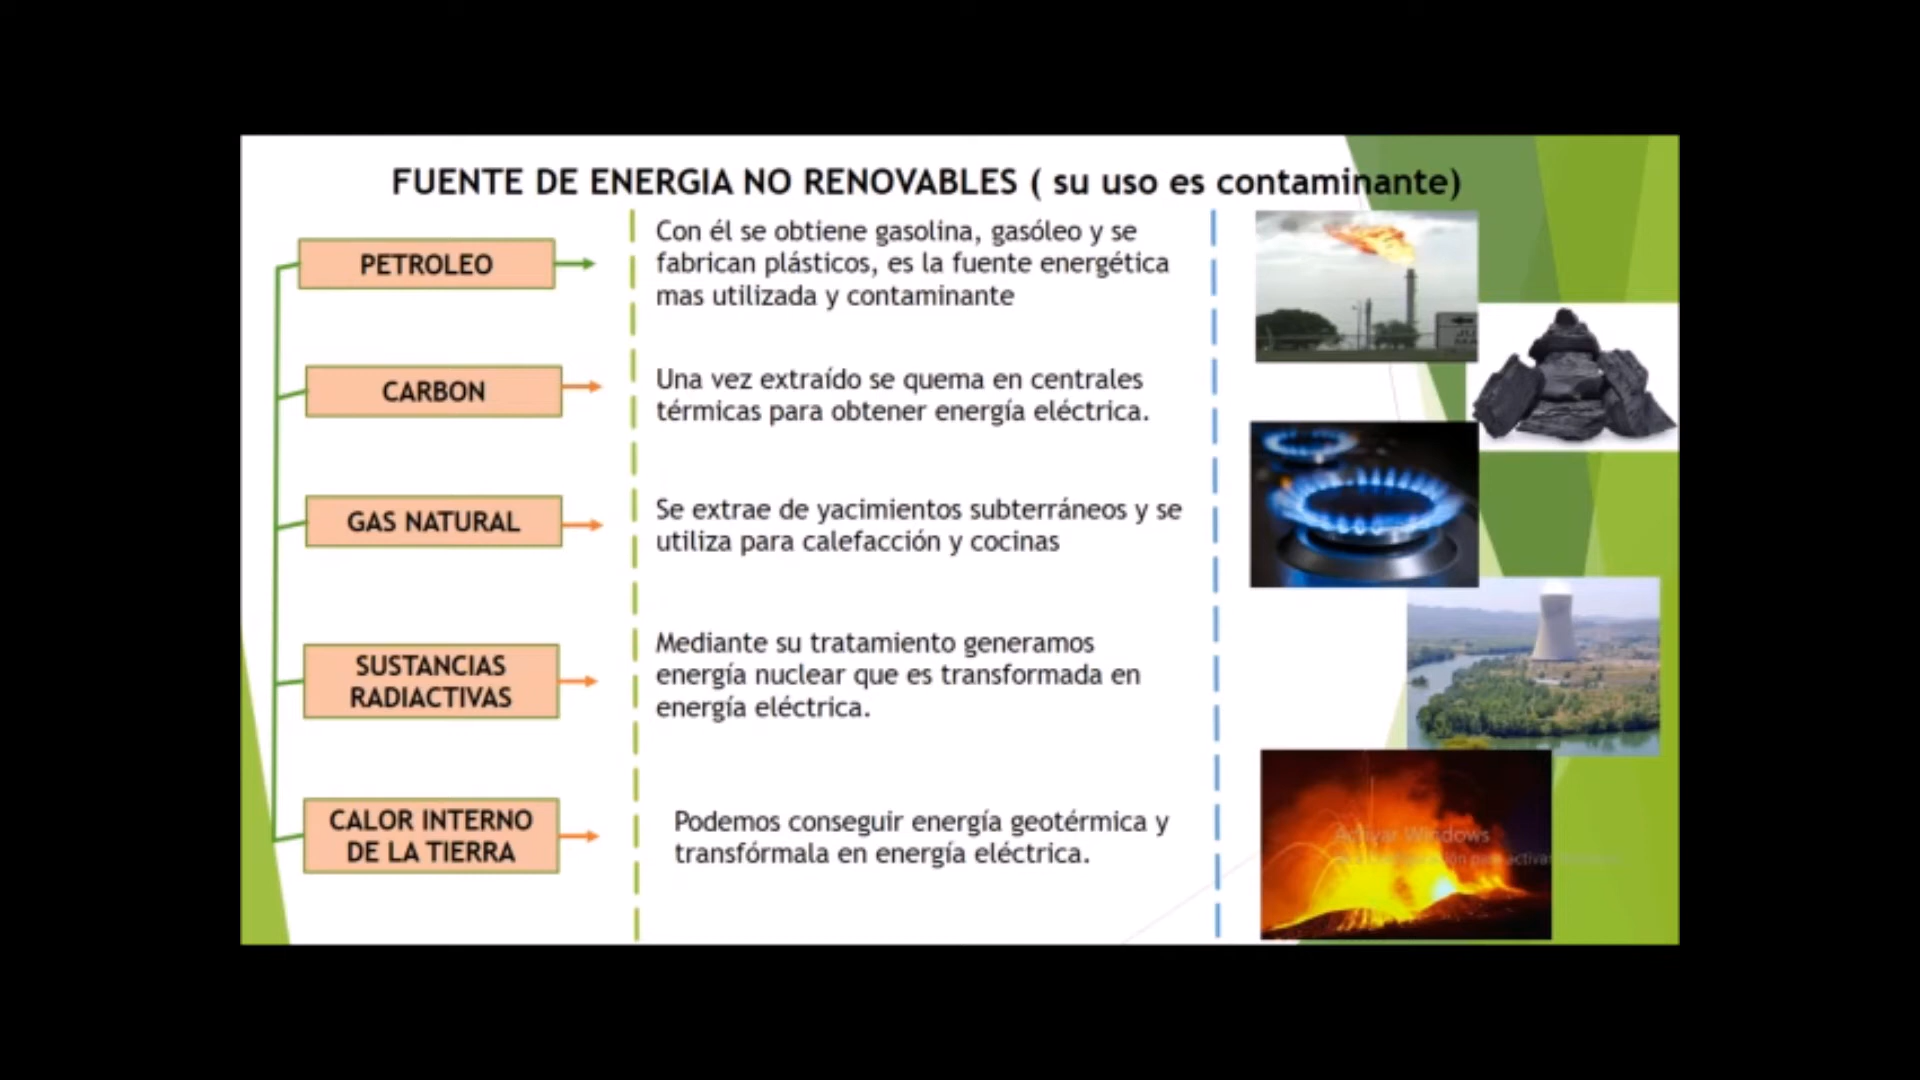 FUENTE DE ENERGIA NO RENOVABLES ( su uso es contaminante)
PETROLEO
Con él se obtiene gasolina, gasóleo y se
fabrican plásticos, es la fuente energética
mas utilizada y contaminante
CARBON
Una vez extraído se quema en centrales
térmicas para obtener energía eléctrica.
GAS NATURAL
Se extrae de yacimientos subterráneos y se
utiliza para calefacción y cocinas
SUSTANCIAS
RADIACTIVAS
Mediante su tratamiento generamos
energía nuclear que es transformada en
energía eléctrica.
CALOR INTERNO
DE LA TIERRA
Podemos conseguir energía geotérmica y
transfórmala en energía eléctrica.
Activar Windows